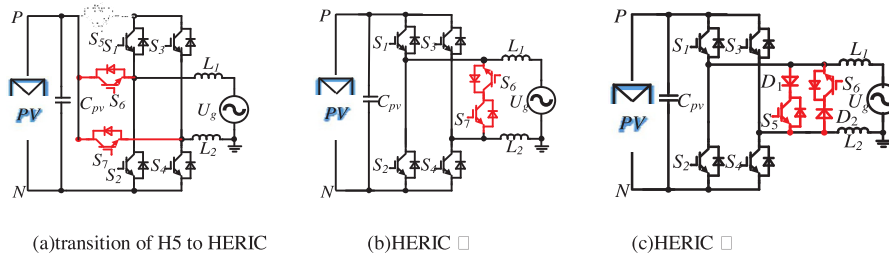 P
S5
S1
S3
S6
L1
Cpv
Ug
PV
S7
L2
S2
S4
N
(a)transition of H5 to HERIC
P
S1
S3
L1
S6
Cpv
Ug
PV
S7
L2
S2
S4
N
(b)HERIC □
P
S1
S3
L1
D1
S6
Cpv
Ug
PV
S5
D2
L2
S2
S4
N
(c)HERIC □